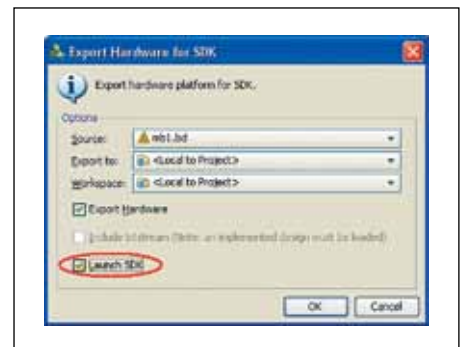 Export Hardware for SDK
Export hardware platform for SDK.
Options
Source: mb1.bd
Export to: <Local to Project>
Workspace: <Local to Project>
Export Hardware
Include bitstream (Note: an implemented design must be loaded)
Launch SDK
OK Cancel